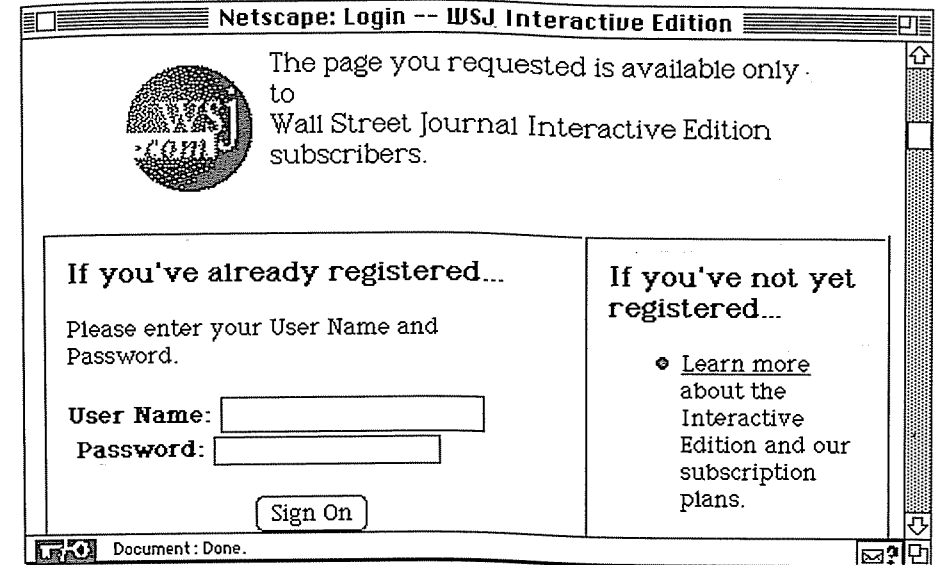 Netscape: Login -- WSJ Interactive Edition
The page you requested is available only
to
Wall Street Journal Interactive Edition
subscribers.
wsj
.com
If you've already registered...
Please enter your User Name and
Password.
User Name:
Password:
Sign On
If you've not yet
registered...
Learn more
about the
Interactive
Edition and our
subscription
plans.
Document: Done.
?